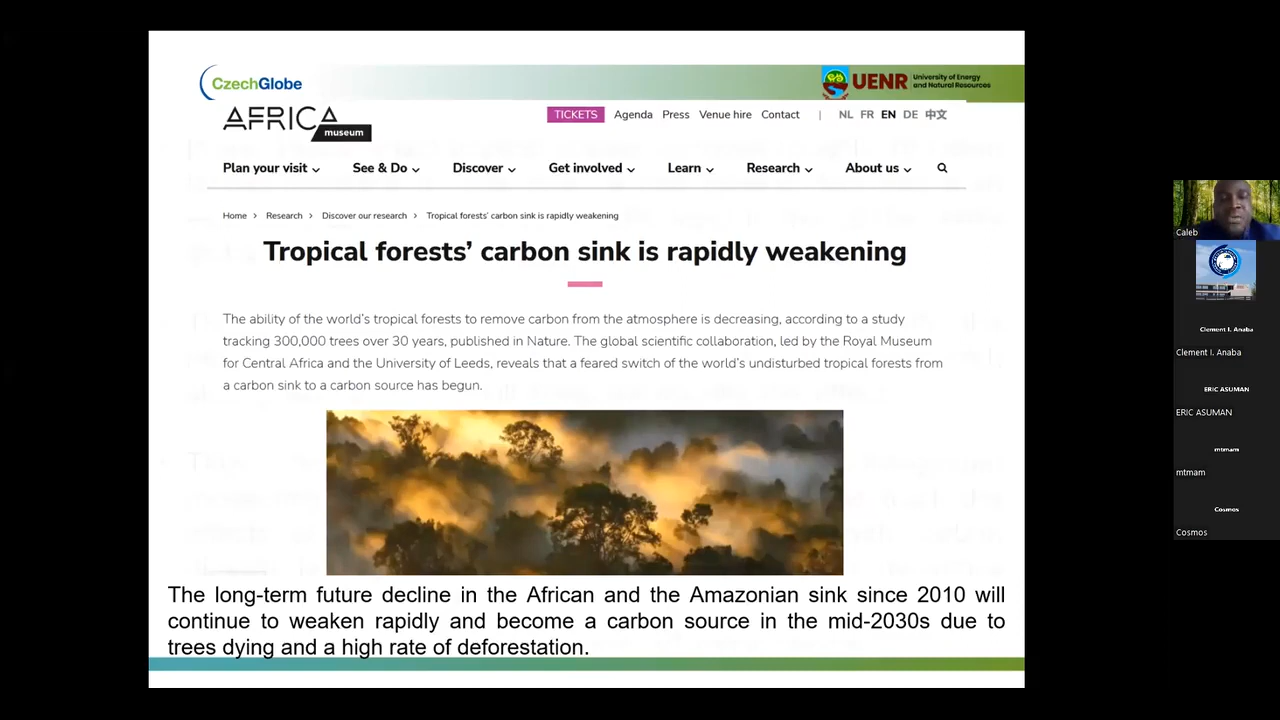 CzechGlobe
UENR University of Energy
and Natural Resources
AFRICA
museum
TICKETS Agenda Press Venue hire Contact | NL FR EN DE 中文
Plan your visit See & Do Discover Get involved Learn Research About us
Home > Research > Discover our research > Tropical forests’ carbon sink is rapidly weakening
Tropical forests’ carbon sink is rapidly weakening
The ability of the world’s tropical forests to remove carbon from the atmosphere is decreasing, according to a study
tracking 300,000 trees over 30 years, published in Nature. The global scientific collaboration, led by the Royal Museum
for Central Africa and the University of Leeds, reveals that a feared switch of the world’s undisturbed tropical forests from
a carbon sink to a carbon source has begun.
The long-term future decline in the African and the Amazonian sink since 2010 will
continue to weaken rapidly and become a carbon source in the mid-2030s due to
trees dying and a high rate of deforestation.
Caleb
Clement I. Anaba
Clement I. Anaba
ERIC ASUMAN
ERIC ASUMAN
mtmam
mtmam
Cosmos
Cosmos